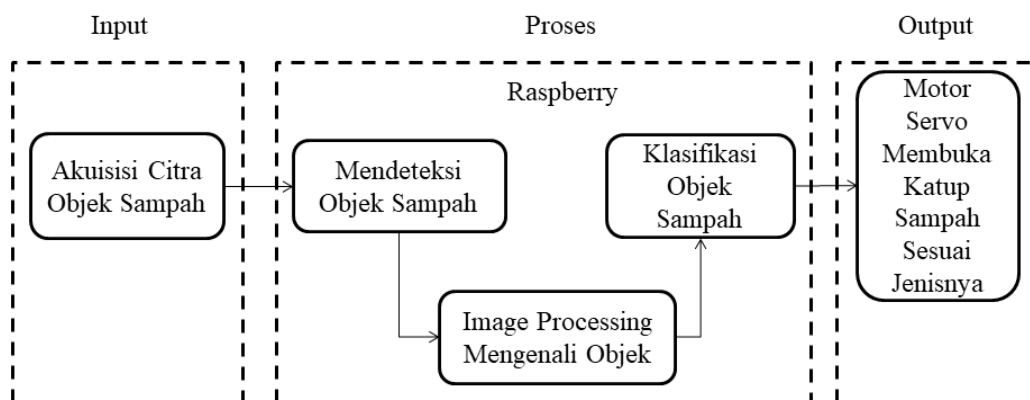 Input
Proses
Output
Raspberry
Akuisisi Citra
Objek Sampah
Mendeteksi
Objek Sampah
Image Processing
Mengenali Objek
Klasifikasi
Objek
Sampah
Motor
Servo
Membuka
Katup
Sampah
Sesuai
Jenisnya